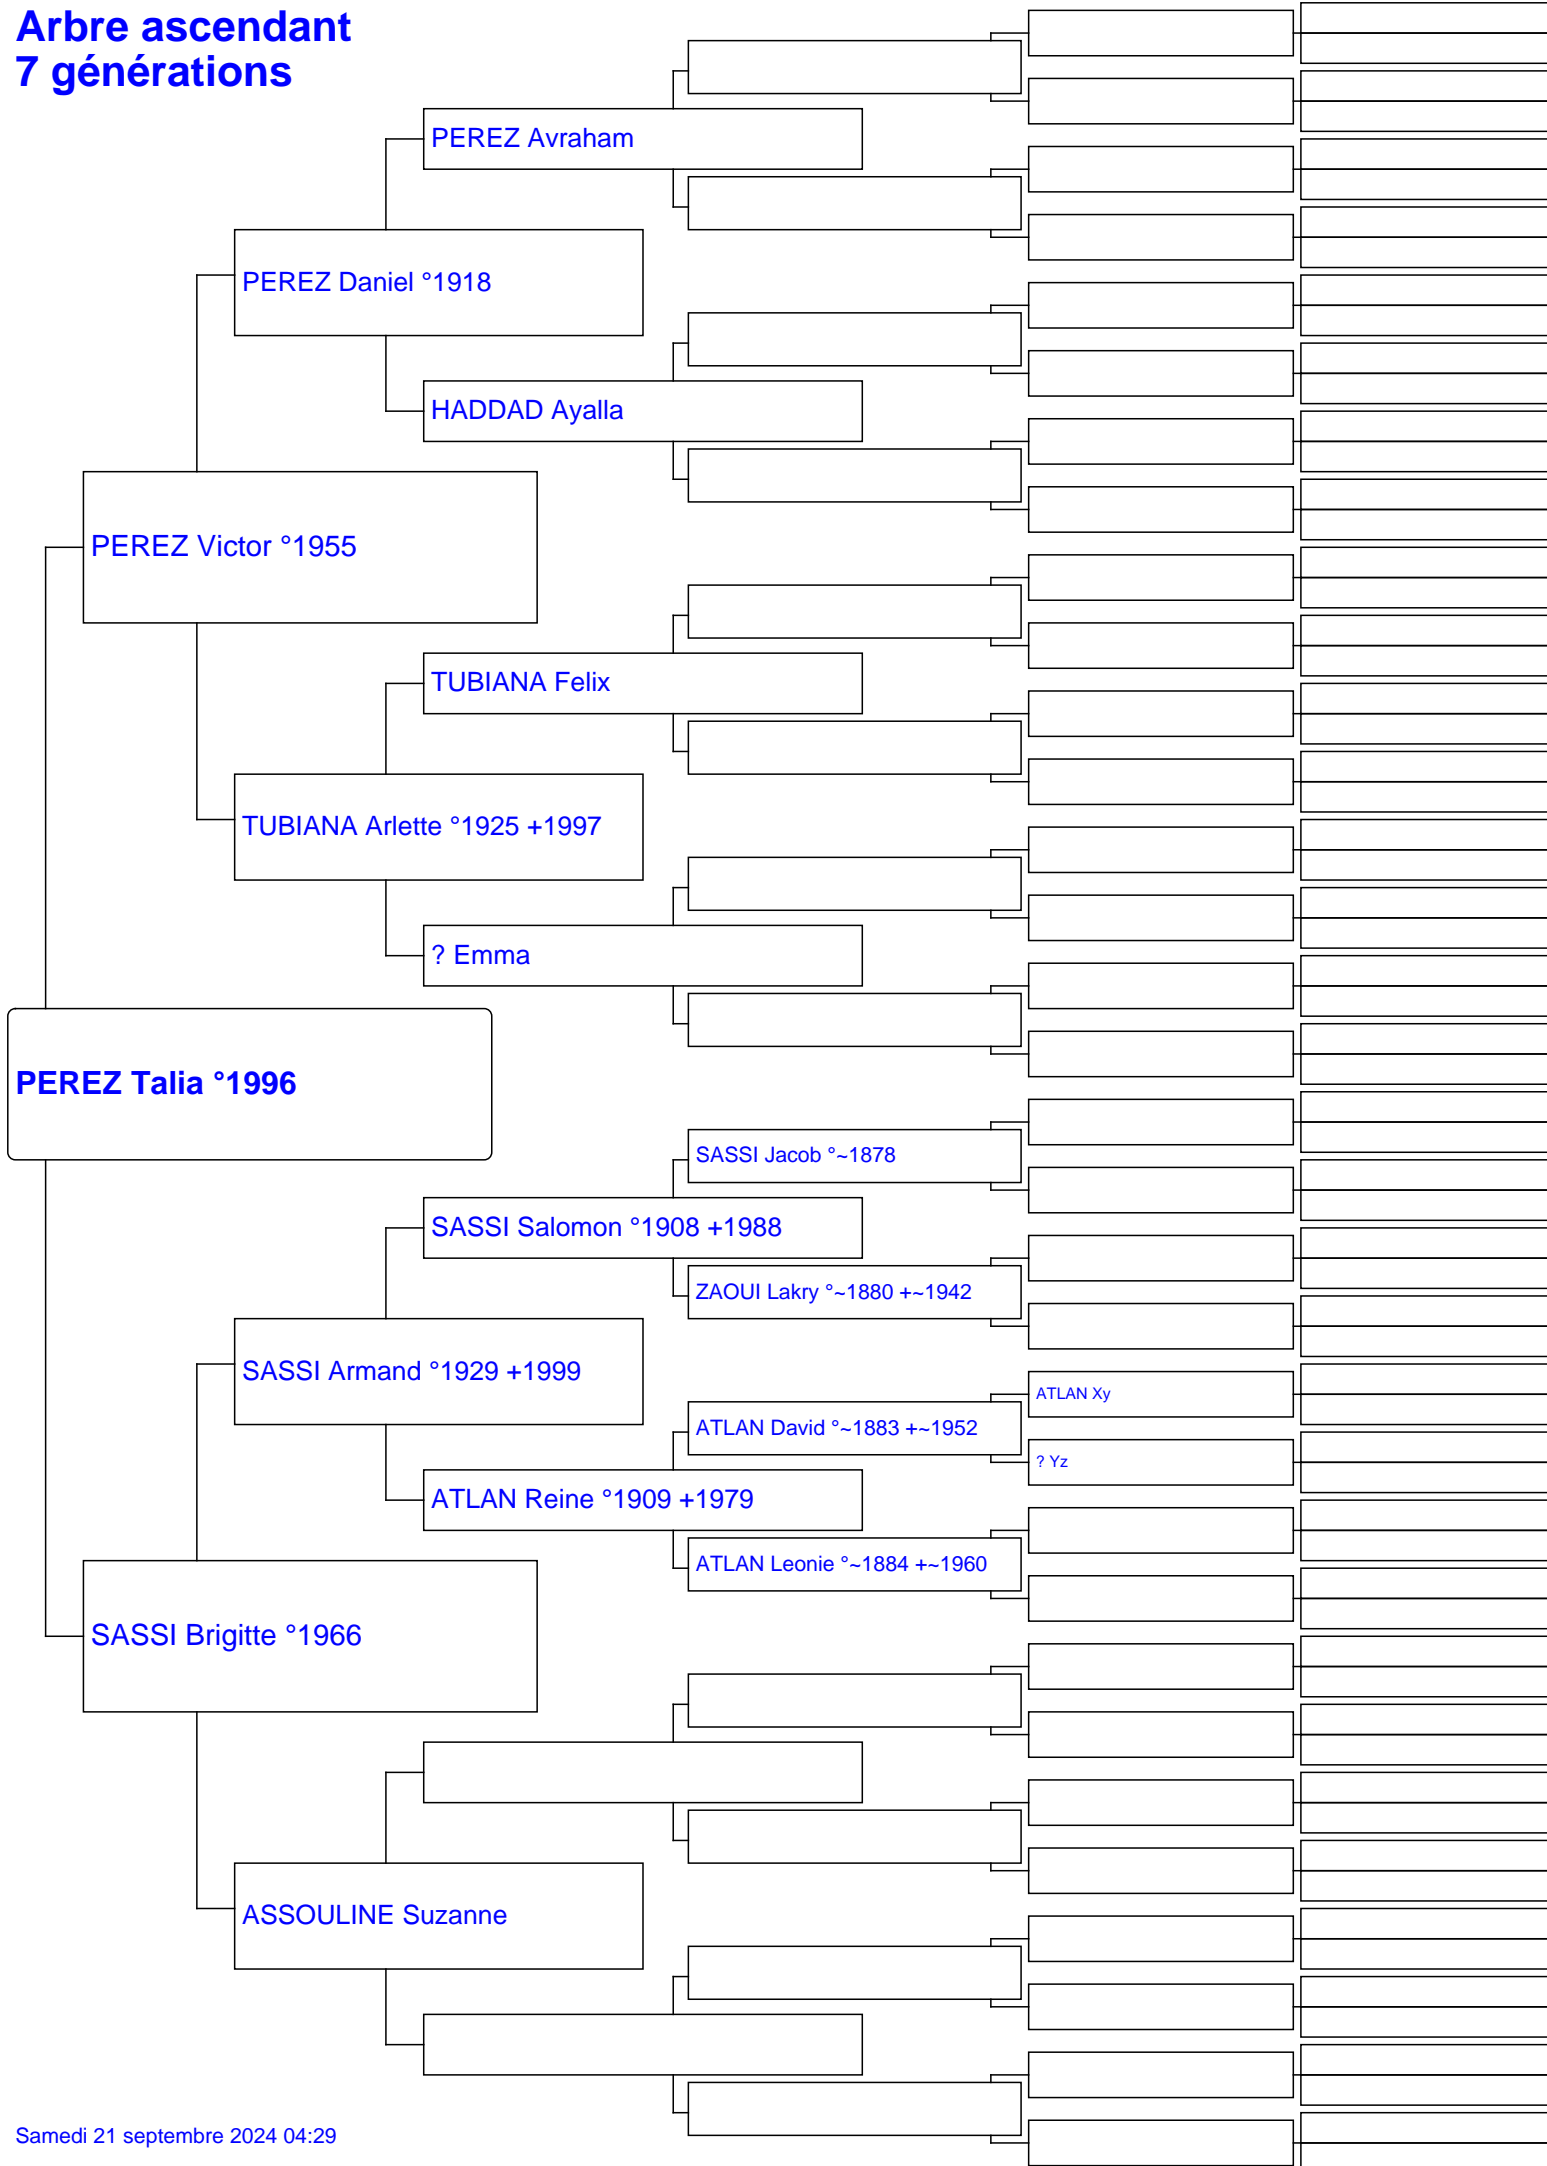 Arbre ascendant
7 générations
PEREZ Avraham
PEREZ Daniel °1918
HADDAD Ayalla
PEREZ Victor °1955
TUBIANA Felix
TUBIANA Arlette °1925 +1997
? Emma
PEREZ Talia °1996
SASSI Jacob °~1878
SASSI Salomon °1908 +1988
ZAOUI Lakry °~1880 +~1942
SASSI Armand °1929 +1999
ATLAN Xy
ATLAN David °~1883 +~1952
? Yz
ATLAN Reine °1909 +1979
ATLAN Leonie °~1884 +~1960
SASSI Brigitte °1966
ASSOULINE Suzanne
Samedi 21 septembre 2024 04:29